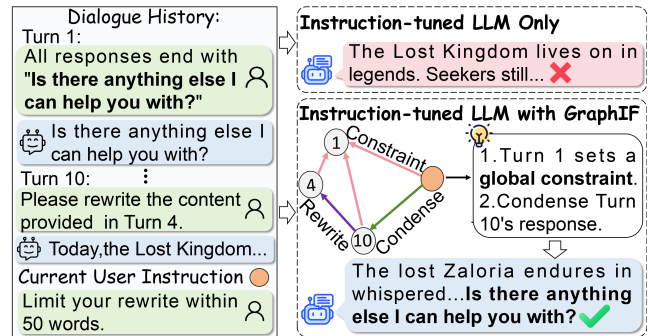 Dialogue History:
Turn 1:
All responses end with
"Is there anything else I
can help you with?"
Is there anything else I
can help you with?
Turn 10:
Please rewrite the content
provided in Turn 4.
Today,the Lost Kingdom...
Current User Instruction
Limit your rewrite within
50 words.
Instruction-tuned LLM Only
The Lost Kingdom lives on in
legends. Seekers still...
Instruction-tuned LLM with GraphIF
1
4
10
Constraint
Rewrite
Condense
1.Turn 1 sets a
global constraint.
2.Condense Turn
10's response.
The lost Zaloria endures in
whispered...Is there anything
else I can help you with?